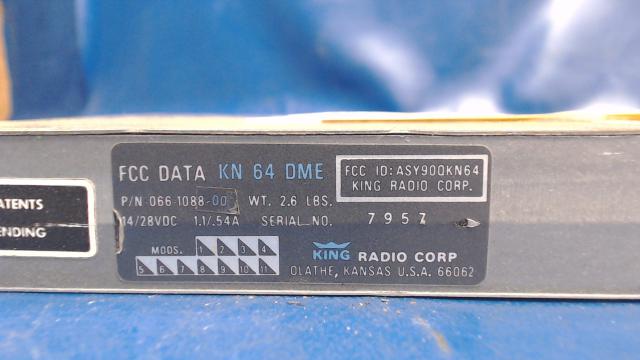 FCC DATA KN 64 DME
FCC ID: ASY900KN64
KING RADIO CORP.
P/N 066-1088-00 WT. 2.6 LBS.
14/28VDC 1.1/.54A SERIAL NO. 7957
MODS. 1 2 3 4
5 6 7 8 9 10 11
KING RADIO CORP
OLATHE, KANSAS U.S.A. 66062
ATENTS
ENDING